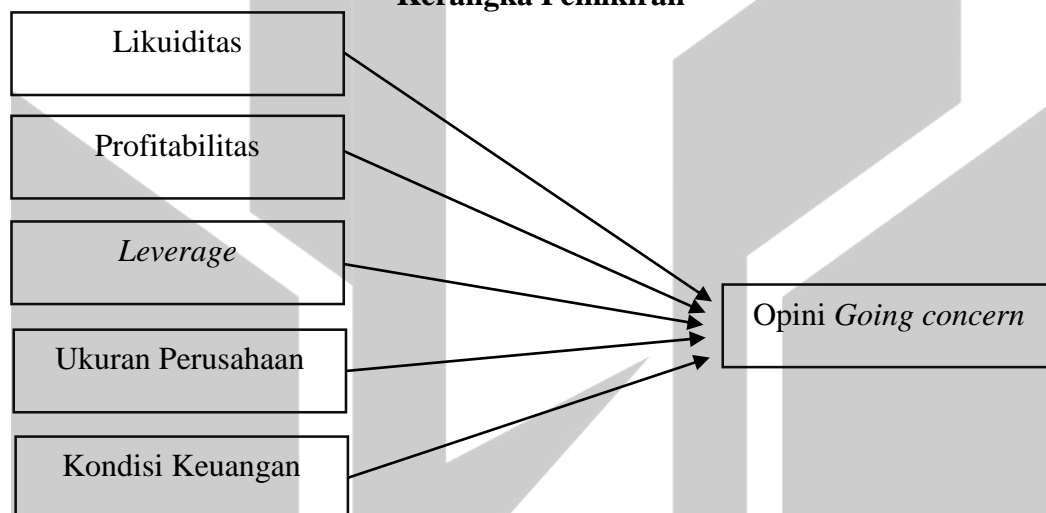 Kerangka Pemikiran
Likuiditas
Profitabilitas
Leverage
Opini Going concern
Ukuran Perusahaan
Kondisi Keuangan